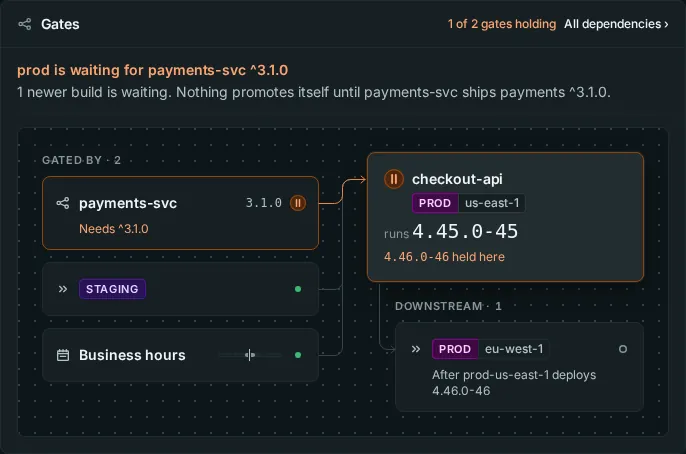 Gates
1 of 2 gates holding All dependencies ›
prod is waiting for payments-svc ^3.1.0
1 newer build is waiting. Nothing promotes itself until payments-svc ships payments ^3.1.0.
GATED BY · 2
payments-svc 3.1.0
Needs ^3.1.0
STAGING
Business hours
checkout-api
PROD us-east-1
runs 4.45.0-45
4.46.0-46 held here
DOWNSTREAM · 1
PROD eu-west-1
After prod-us-east-1 deploys
4.46.0-46